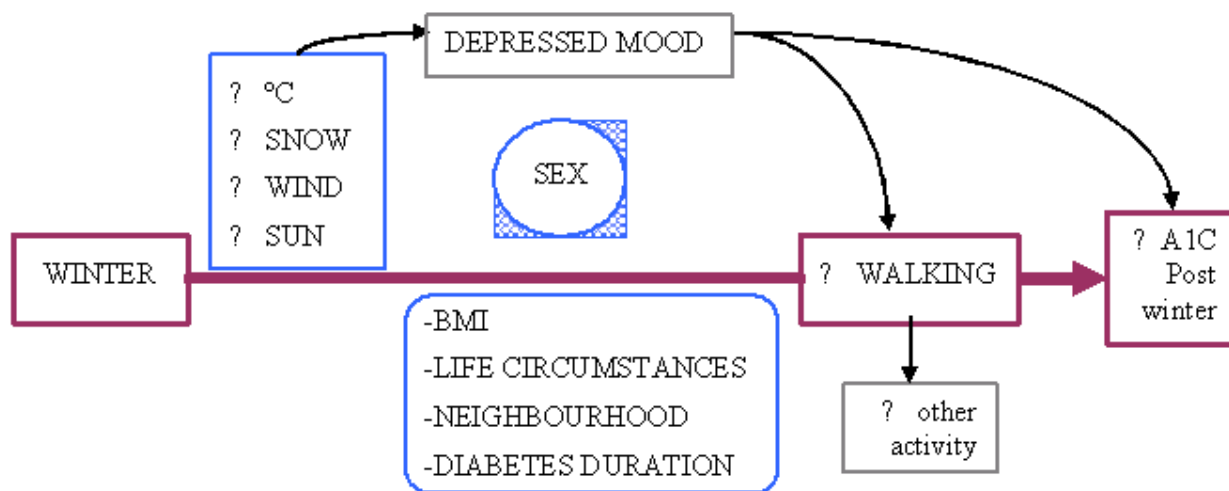 DEPRESSED MOOD
? ºC
? SNOW
? WIND
? SUN
SEX
WINTER
? WALKING
? A1C
Post
winter
-BMI
-LIFE CIRCUMSTANCES
-NEIGHBOURHOOD
-DIABETES DURATION
? other
activity